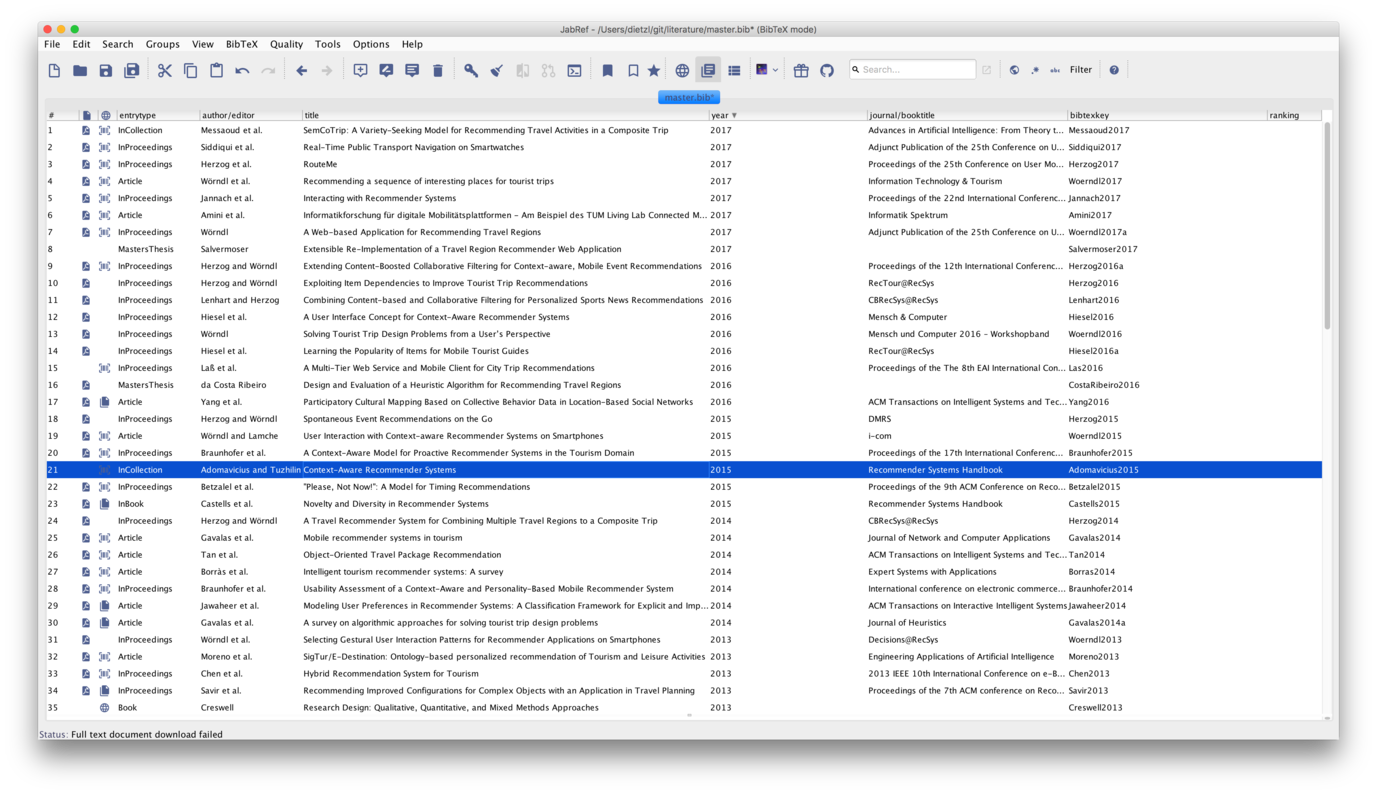 JabRef - /Users/dietzl/git/literature/master.bib* (BibTeX mode)
File Edit Search Groups View BibTeX Quality Tools Options Help
Search... abc Filter
master.bib*
# entrytype author/editor title year journal/booktitle bibtexkey ranking
1 InCollection Messaoud et al. SemCoTrip: A Variety-Seeking Model for Recommending Travel Activities in a Composite Trip 2017 Advances in Artificial Intelligence: From Theory t... Messaoud2017
2 InProceedings Siddiqui et al. Real-Time Public Transport Navigation on Smartwatches 2017 Adjunct Publication of the 25th Conference on U... Siddiqui2017
3 InProceedings Herzog et al. RouteMe 2017 Proceedings of the 25th Conference on User Mo... Herzog2017
4 Article Wörndl et al. Recommending a sequence of interesting places for tourist trips 2017 Information Technology & Tourism Woerndl2017
5 InProceedings Jannach et al. Interacting with Recommender Systems 2017 Proceedings of the 22nd International Conferenc... Jannach2017
6 Article Amini et al. Informatikforschung für digitale Mobilitätsplattformen - Am Beispiel des TUM Living Lab Connected M... 2017 Informatik Spektrum Amini2017
7 InProceedings Wörndl A Web-based Application for Recommending Travel Regions 2017 Adjunct Publication of the 25th Conference on U... Woerndl2017a
8 MastersThesis Salvermoser Extensible Re-Implementation of a Travel Region Recommender Web Application 2017 Salvermoser2017
9 InProceedings Herzog and Wörndl Extending Content-Boosted Collaborative Filtering for Context-aware, Mobile Event Recommendations 2016 Proceedings of the 12th International Conferenc... Herzog2016a
10 InProceedings Herzog and Wörndl Exploiting Item Dependencies to Improve Tourist Trip Recommendations 2016 RecTour@RecSys Herzog2016
11 InProceedings Lenhart and Herzog Combining Content-based and Collaborative Filtering for Personalized Sports News Recommendations 2016 CBRecSys@RecSys Lenhart2016
12 InProceedings Hiesel et al. A User Interface Concept for Context-Aware Recommender Systems 2016 Mensch & Computer Hiesel2016
13 InProceedings Wörndl Solving Tourist Trip Design Problems from a User's Perspective 2016 Mensch und Computer 2016 - Workshopband Woerndl2016
14 InProceedings Hiesel et al. Learning the Popularity of Items for Mobile Tourist Guides 2016 RecTour@RecSys Hiesel2016a
15 InProceedings Laß et al. A Multi-Tier Web Service and Mobile Client for City Trip Recommendations 2016 Proceedings of the The 8th EAI International Con... Las2016
16 MastersThesis da Costa Ribeiro Design and Evaluation of a Heuristic Algorithm for Recommending Travel Regions 2016 CostaRibeiro2016
17 Article Yang et al. Participatory Cultural Mapping Based on Collective Behavior Data in Location-Based Social Networks 2016 ACM Transactions on Intelligent Systems and Tec... Yang2016
18 InProceedings Herzog and Wörndl Spontaneous Event Recommendations on the Go 2015 DMRS Herzog2015
19 Article Wörndl and Lamche User Interaction with Context-aware Recommender Systems on Smartphones 2015 i-com Woerndl2015
20 InProceedings Braunhofer et al. A Context-Aware Model for Proactive Recommender Systems in the Tourism Domain 2015 Proceedings of the 17th International Conferenc... Braunhofer2015
21 InCollection Adomavicius and Tuzhilin Context-Aware Recommender Systems 2015 Recommender Systems Handbook Adomavicius2015
22 InProceedings Betzalel et al. "Please, Not Now!": A Model for Timing Recommendations 2015 Proceedings of the 9th ACM Conference on Reco... Betzalel2015
23 InBook Castells et al. Novelty and Diversity in Recommender Systems 2015 Recommender Systems Handbook Castells2015
24 InProceedings Herzog and Wörndl A Travel Recommender System for Combining Multiple Travel Regions to a Composite Trip 2014 CBRecSys@RecSys Herzog2014
25 Article Gavalas et al. Mobile recommender systems in tourism 2014 Journal of Network and Computer Applications Gavalas2014
26 Article Tan et al. Object-Oriented Travel Package Recommendation 2014 ACM Transactions on Intelligent Systems and Tec... Tan2014
27 Article Borràs et al. Intelligent tourism recommender systems: A survey 2014 Expert Systems with Applications Borras2014
28 InProceedings Braunhofer et al. Usability Assessment of a Context-Aware and Personality-Based Mobile Recommender System 2014 International conference on electronic commerce... Braunhofer2014
29 Article Jawaheer et al. Modeling User Preferences in Recommender Systems: A Classification Framework for Explicit and Imp... 2014 ACM Transactions on Interactive Intelligent Systems Jawaheer2014
30 Article Gavalas et al. A survey on algorithmic approaches for solving tourist trip design problems 2014 Journal of Heuristics Gavalas2014a
31 InProceedings Wörndl et al. Selecting Gestural User Interaction Patterns for Recommender Applications on Smartphones 2013 Decisions@RecSys Woerndl2013
32 Article Moreno et al. SigTur/E-Destination: Ontology-based personalized recommendation of Tourism and Leisure Activities 2013 Engineering Applications of Artificial Intelligence Moreno2013
33 InProceedings Chen et al. Hybrid Recommendation System for Tourism 2013 2013 IEEE 10th International Conference on e-B... Chen2013
34 InProceedings Savir et al. Recommending Improved Configurations for Complex Objects with an Application in Travel Planning 2013 Proceedings of the 7th ACM conference on Reco... Savir2013
35 Book Creswell Research Design: Qualitative, Quantitative, and Mixed Methods Approaches 2013 Creswell2013
Status: Full text document download failed